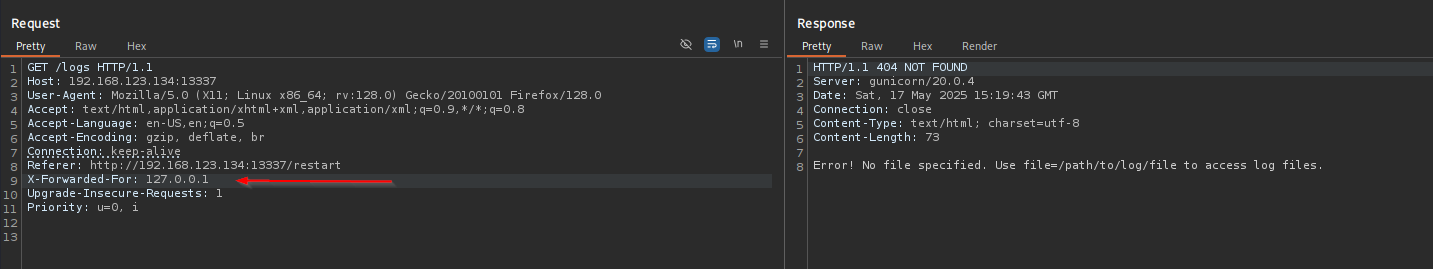 Request
Pretty Raw Hex
\n
1 GET /logs HTTP/1.1
2 Host: 192.168.123.134:13337
3 User-Agent: Mozilla/5.0 (X11; Linux x86_64; rv:128.0) Gecko/20100101 Firefox/128.0
4 Accept: text/html,application/xhtml+xml,application/xml;q=0.9,*/*;q=0.8
5 Accept-Language: en-US,en;q=0.5
6 Accept-Encoding: gzip, deflate, br
7 Connection: keep-alive
8 Referer: http://192.168.123.134:13337/restart
9 X-Forwarded-For: 127.0.0.1
10 Upgrade-Insecure-Requests: 1
11 Priority: u=0, i
12
13
Response
Pretty Raw Hex Render
1 HTTP/1.1 404 NOT FOUND
2 Server: gunicorn/20.0.4
3 Date: Sat, 17 May 2025 15:19:43 GMT
4 Connection: close
5 Content-Type: text/html; charset=utf-8
6 Content-Length: 73
7
8 Error! No file specified. Use file=/path/to/log/file to access log files.